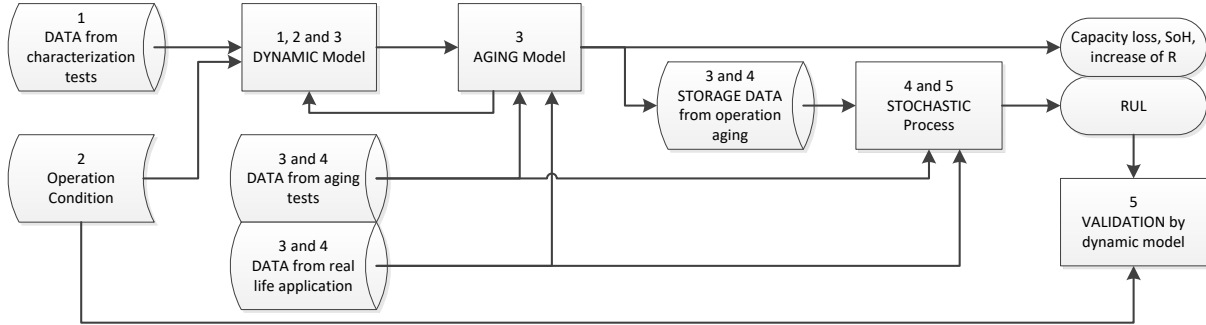 1
DATA from
characterization
tests
1, 2 and 3
DYNAMIC Model
3
AGING Model
Capacity loss, SoH,
increase of R
3 and 4
STORAGE DATA
from operation
aging
4 and 5
STOCHASTIC
Process
RUL
2
Operation
Condition
3 and 4
DATA from aging
tests
3 and 4
DATA from real
life application
5
VALIDATION by
dynamic model